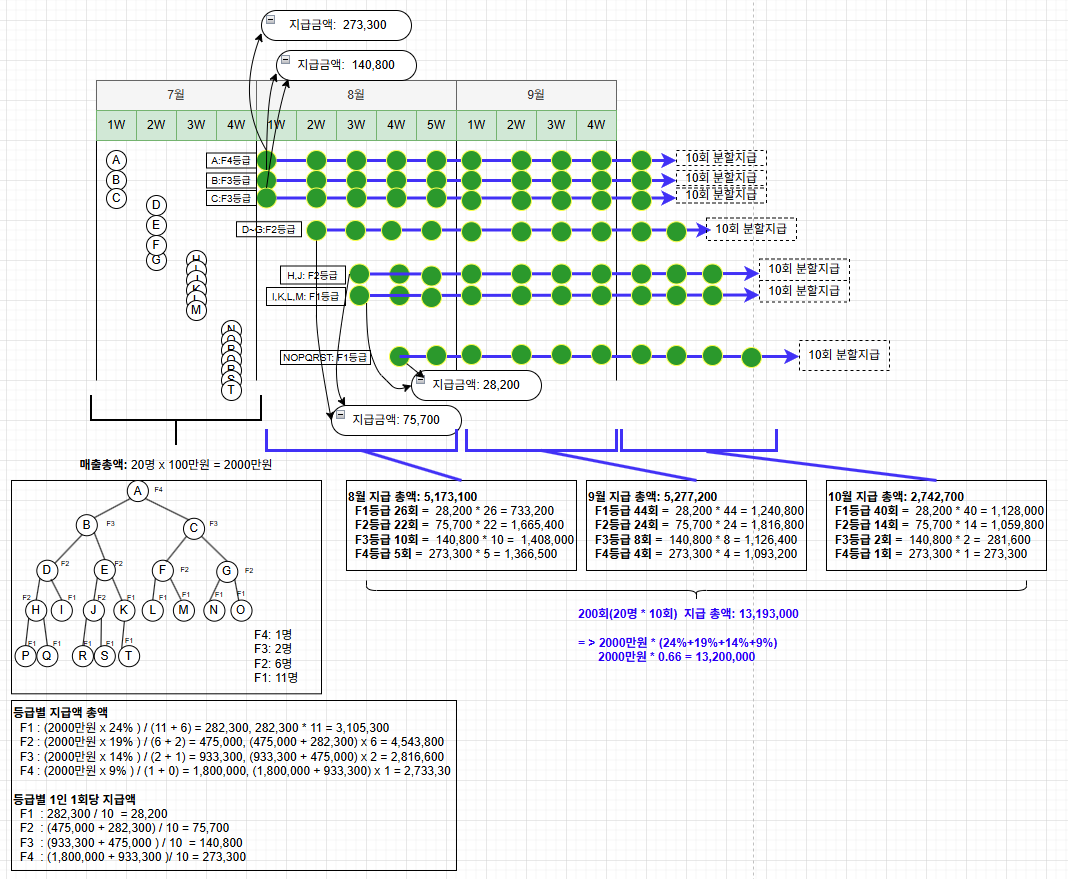 지급금액: 273,300
지급금액: 140,800
7월 8월 9월
1W 2W 3W 4W 1W 2W 3W 4W 5W 1W 2W 3W 4W
A A:F4등급 10회 분할지급
B B:F3등급 10회 분할지급
C C:F3등급 10회 분할지급
D
E D~G:F2등급 10회 분할지급
F
G
H H,J: F2등급 10회 분할지급
I
J
K I,K,L,M: F1등급 10회 분할지급
L
M
N
O
P NOPQRST: F1등급 10회 분할지급
Q
R
S
T
지급금액: 28,200
지급금액: 75,700
매출총액: 20명 x 100만원 = 2000만원
A F4
B F3 C F3
D F2 E F2 F F2 G F2
F2 F1 F2 F1 F1 F1 F1 F1
H I J K L M N O
F1 F1 F1 F1 F1
P Q R S T
F4: 1명
F3: 2명
F2: 6명
F1: 11명
8월 지급 총액: 5,173,100
F1등급 26회 = 28,200 * 26 = 733,200
F2등급 22회 = 75,700 * 22 = 1,665,400
F3등급 10회 = 140,800 * 10 = 1,408,000
F4등급 5회 = 273,300 * 5 = 1,366,500
9월 지급 총액: 5,277,200
F1등급 44회 = 28,200 * 44 = 1,240,800
F2등급 24회 = 75,700 * 24 = 1,816,800
F3등급 8회 = 140,800 * 8 = 1,126,400
F4등급 4회 = 273,300 * 4 = 1,093,200
10월 지급 총액: 2,742,700
F1등급 40회 = 28,200 * 40 = 1,128,000
F2등급 14회 = 75,700 * 14 = 1,059,800
F3등급 2회 = 140,800 * 2 = 281,600
F4등급 1회 = 273,300 * 1 = 273,300
200회(20명 * 10회) 지급 총액: 13,193,000
= > 2000만원 * (24%+19%+14%+9%)
2000만원 * 0.66 = 13,200,000
등급별 지급액 총액
F1 : (2000만원 x 24% ) / (11 + 6) = 282,300, 282,300 * 11 = 3,105,300
F2 : (2000만원 x 19% ) / (6 + 2) = 475,000, (475,000 + 282,300) x 6 = 4,543,800
F3 : (2000만원 x 14% ) / (2 + 1) = 933,300, (933,300 + 475,000) x 2 = 2,816,600
F4 : (2000만원 x 9% ) / (1 + 0) = 1,800,000, (1,800,000 + 933,300) x 1 = 2,733,30
등급별 1인 1회당 지급액
F1 : 282,300 / 10 = 28,200
F2 : (475,000 + 282,300) / 10 = 75,700
F3 : (933,300 + 475,000 ) / 10 = 140,800
F4 : (1,800,000 + 933,300 )/ 10 = 273,300